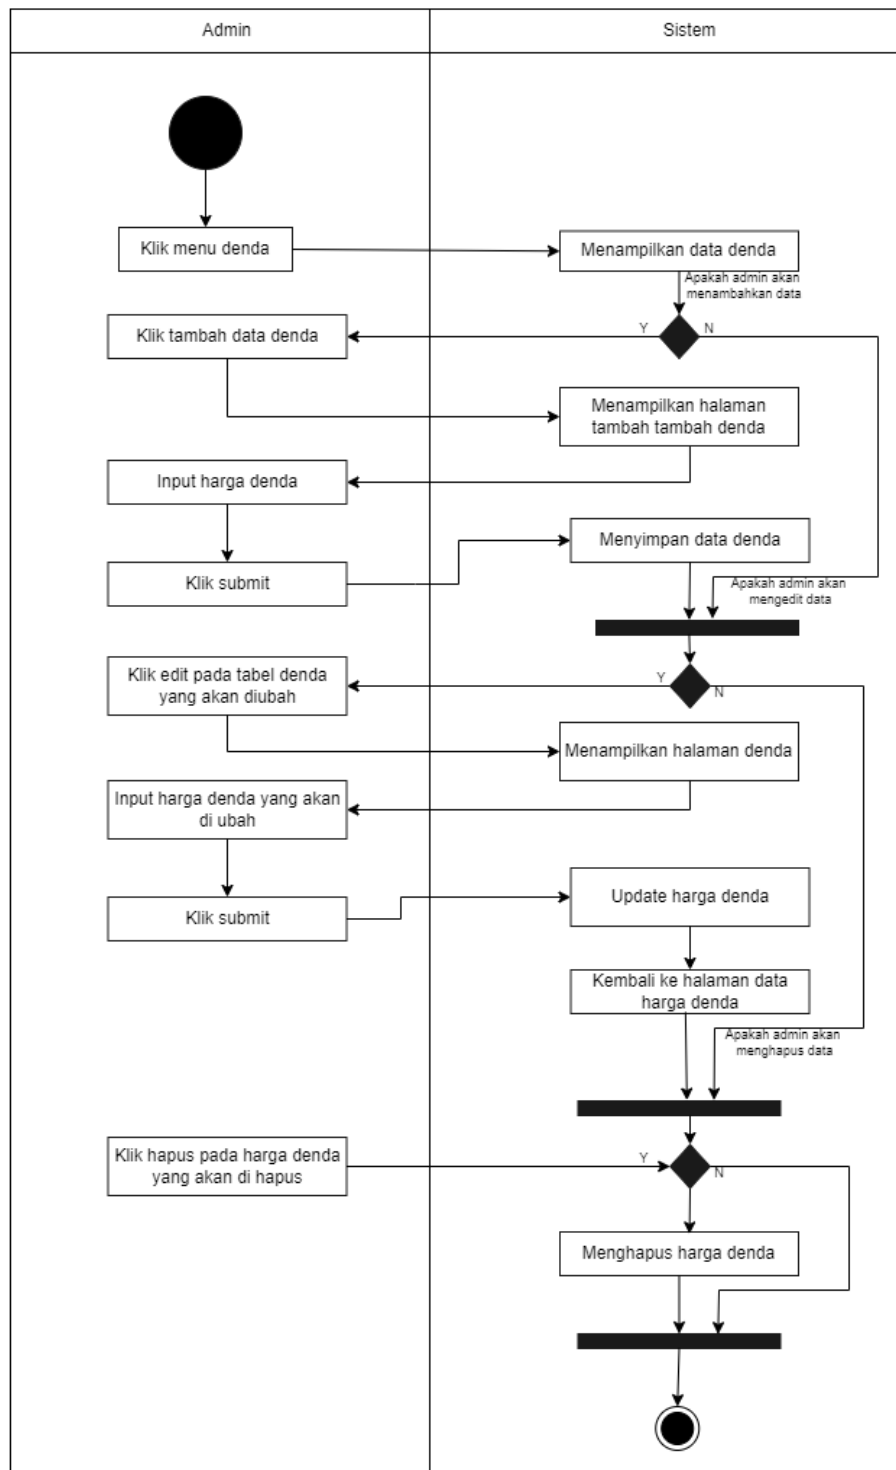 Admin
Sistem
Klik menu denda
Menampilkan data denda
Apakah admin akan
menambahkan data
Y
N
Klik tambah data denda
Menampilkan halaman
tambah tambah denda
Input harga denda
Menyimpan data denda
Klik submit
Apakah admin akan
mengedit data
Klik edit pada tabel denda
yang akan diubah
Y
N
Menampilkan halaman denda
Input harga denda yang akan
di ubah
Update harga denda
Klik submit
Kembali ke halaman data
harga denda
Apakah admin akan
menghapus data
Klik hapus pada harga denda
yang akan di hapus
Y
N
Menghapus harga denda